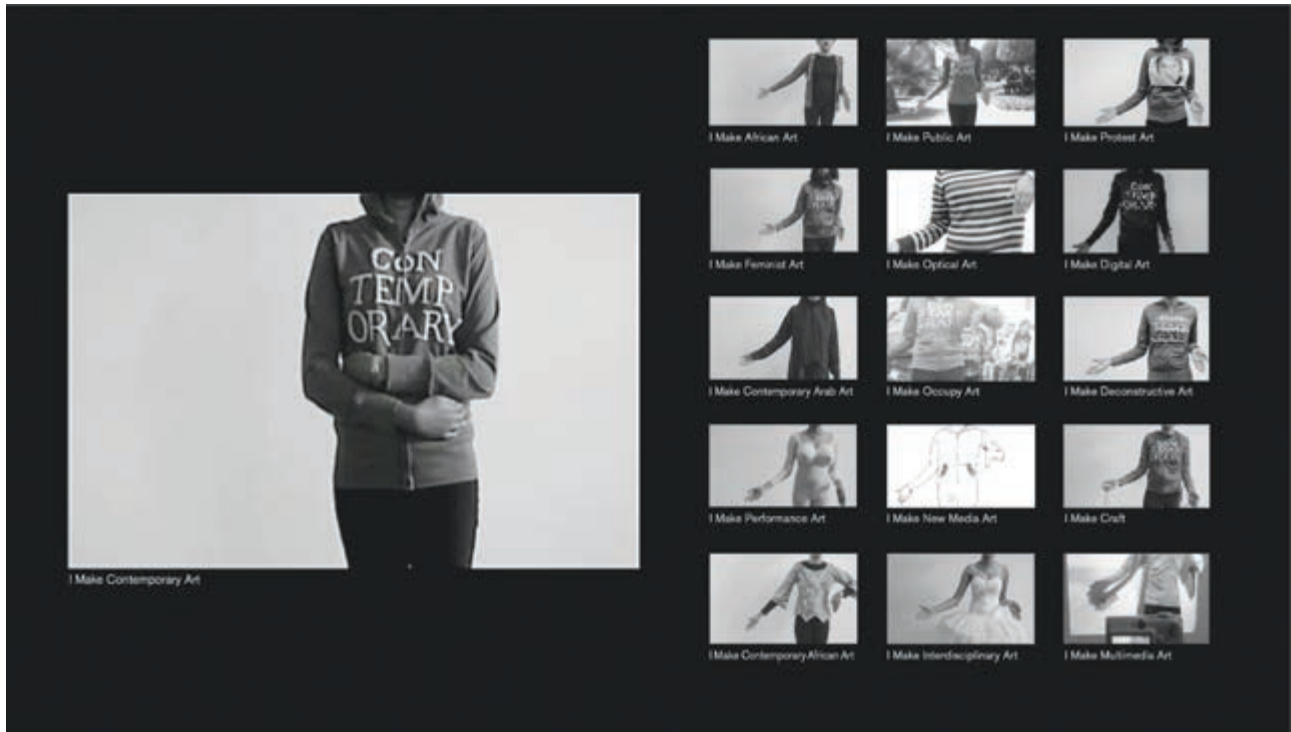 CON
TEMP
ORARY
I Make Contemporary Art
I Make African Art
I Make Public Art
I Make Protest Art
I Make Feminist Art
I Make Optical Art
I Make Digital Art
I Make Contemporary Arab Art
I Make Occupy Art
I Make Deconstructive Art
I Make Performance Art
I Make New Media Art
I Make Craft
I Make Contemporary African Art
I Make Interdisciplinary Art
I Make Multimedia Art